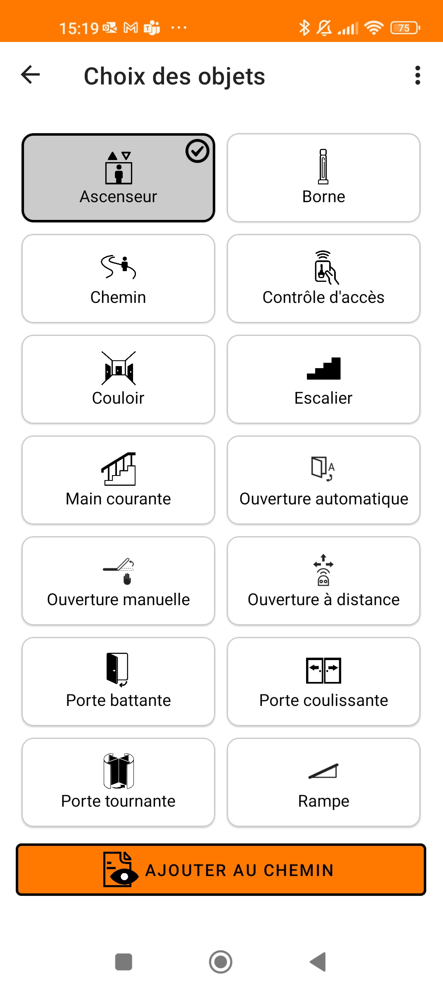 15:19 ...
75
Choix des objets
Ascenseur
Borne
Chemin
Contrôle d'accès
Couloir
Escalier
Main courante
A
Ouverture automatique
Ouverture manuelle
Ouverture à distance
Porte battante
Porte coulissante
Porte tournante
Rampe
AJOUTER AU CHEMIN